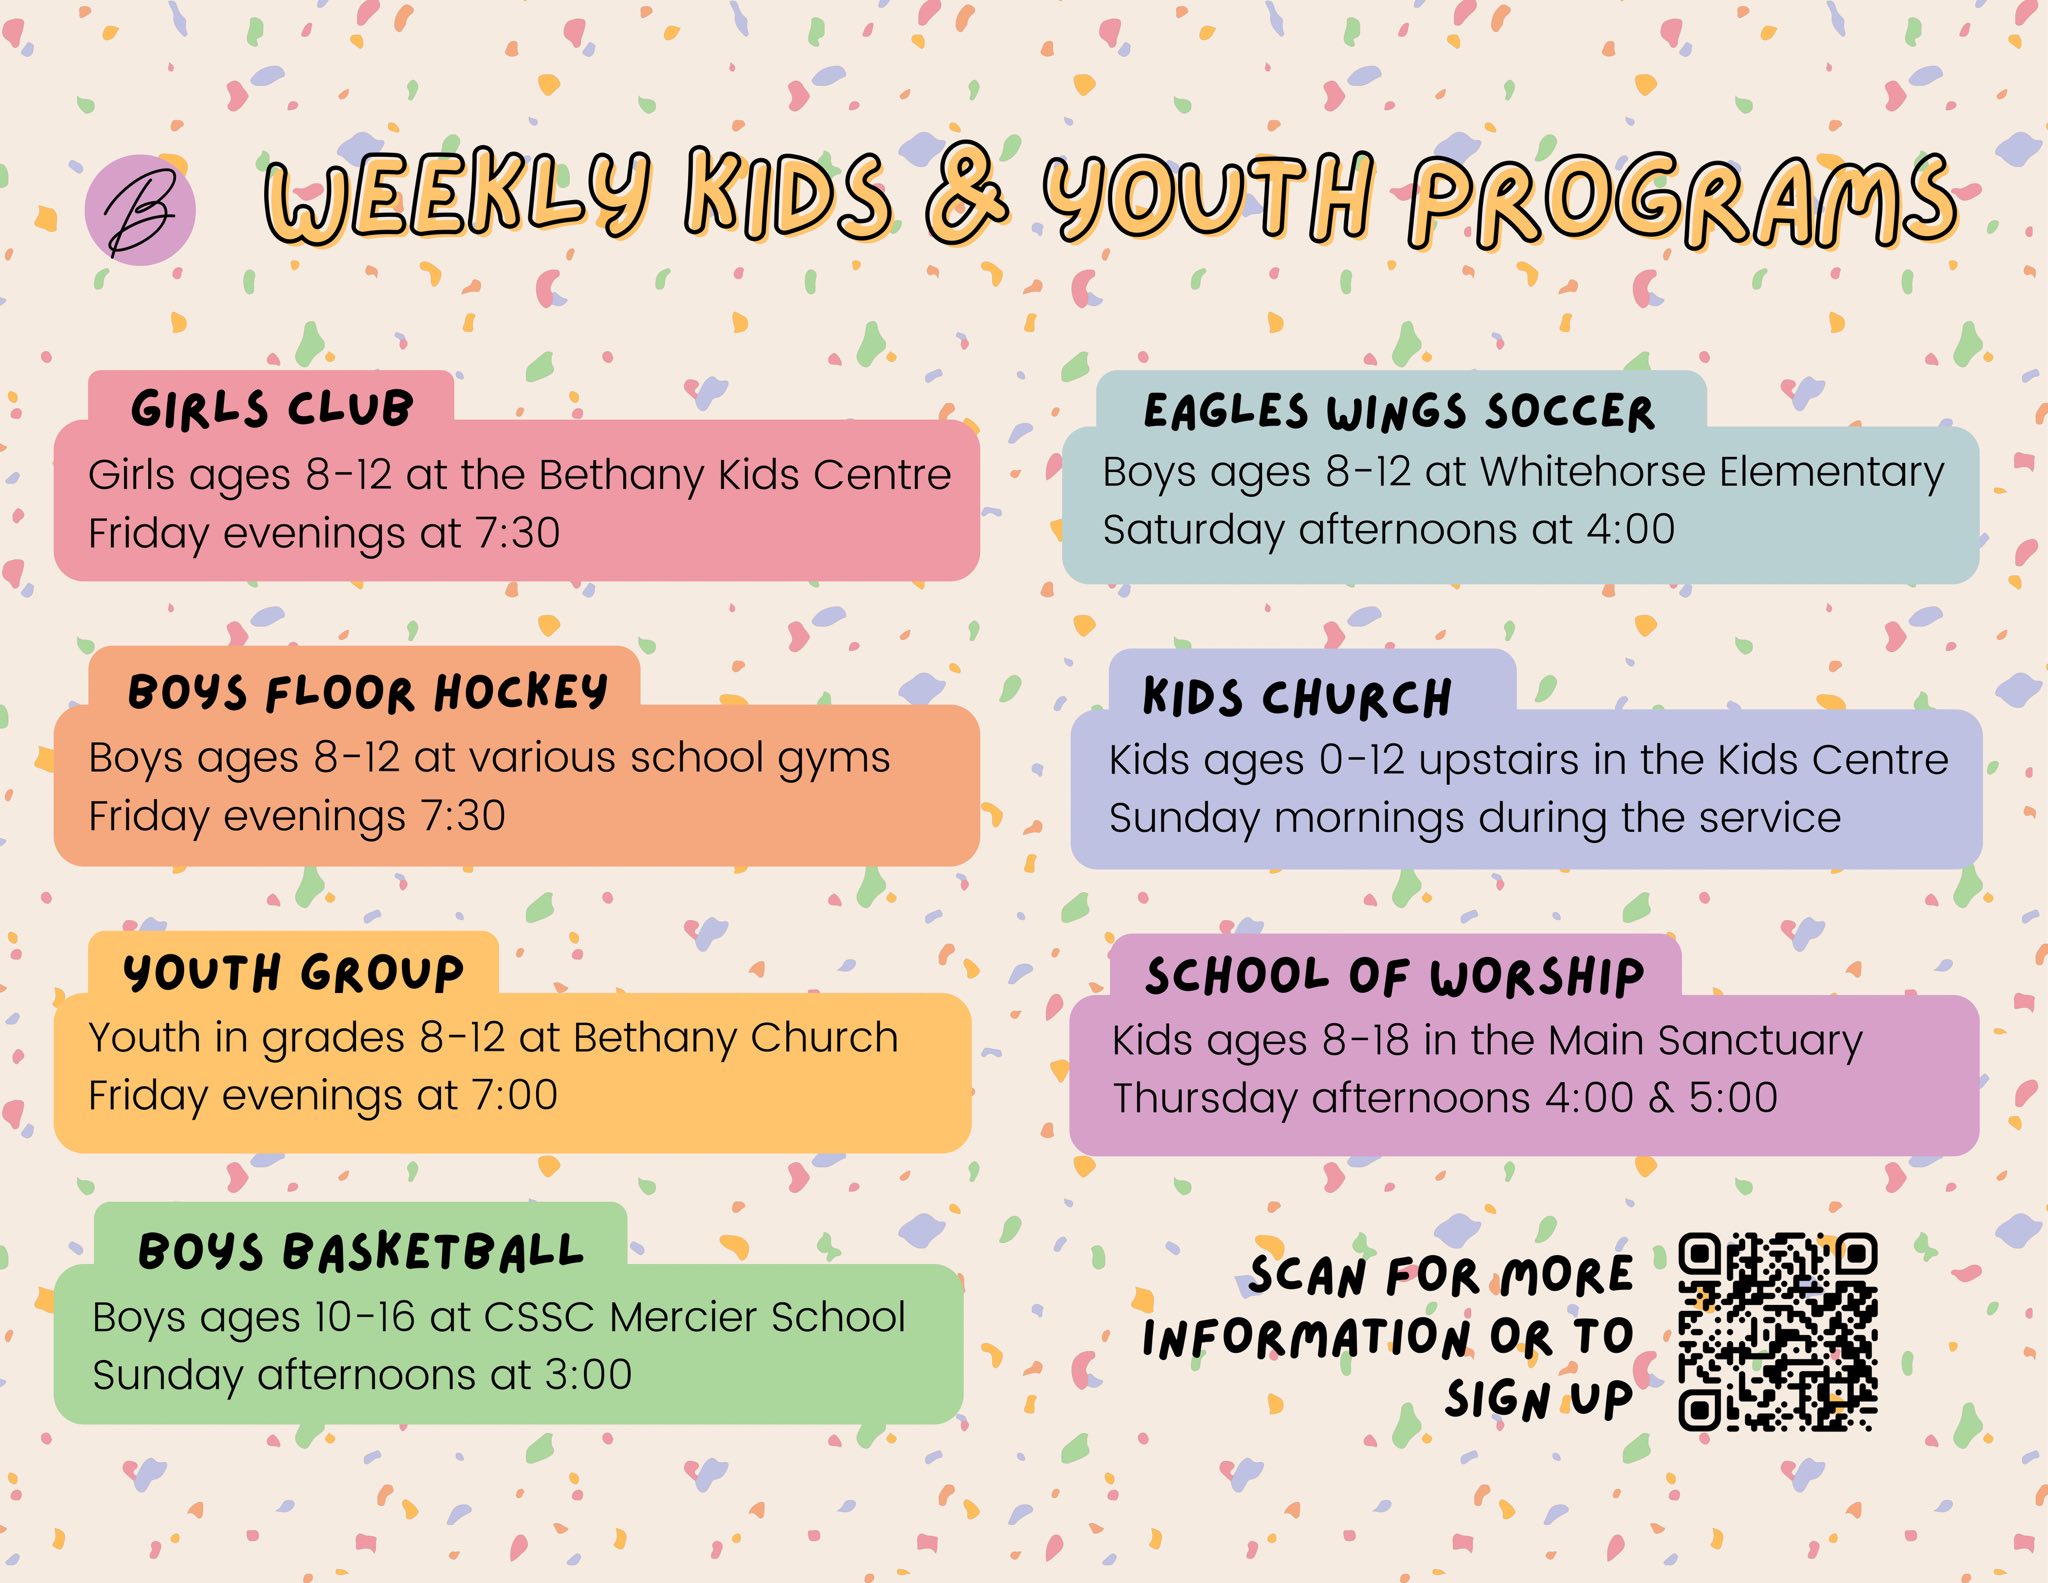 B
WEEKLY KIDS & YOUTH PROGRAMS
GIRLS CLUB
Girls ages 8-12 at the Bethany Kids Centre
Friday evenings at 7:30
BOYS FLOOR HOCKEY
Boys ages 8-12 at various school gyms
Friday evenings 7:30
YOUTH GROUP
Youth in grades 8-12 at Bethany Church
Friday evenings at 7:00
BOYS BASKETBALL
Boys ages 10-16 at CSSC Mercier School
Sunday afternoons at 3:00
EAGLES WINGS SOCCER
Boys ages 8-12 at Whitehorse Elementary
Saturday afternoons at 4:00
KIDS CHURCH
Kids ages 0-12 upstairs in the Kids Centre
Sunday mornings during the service
SCHOOL OF WORSHIP
Kids ages 8-18 in the Main Sanctuary
Thursday afternoons 4:00 & 5:00
SCAN FOR MORE
INFORMATION OR TO
SIGN UP